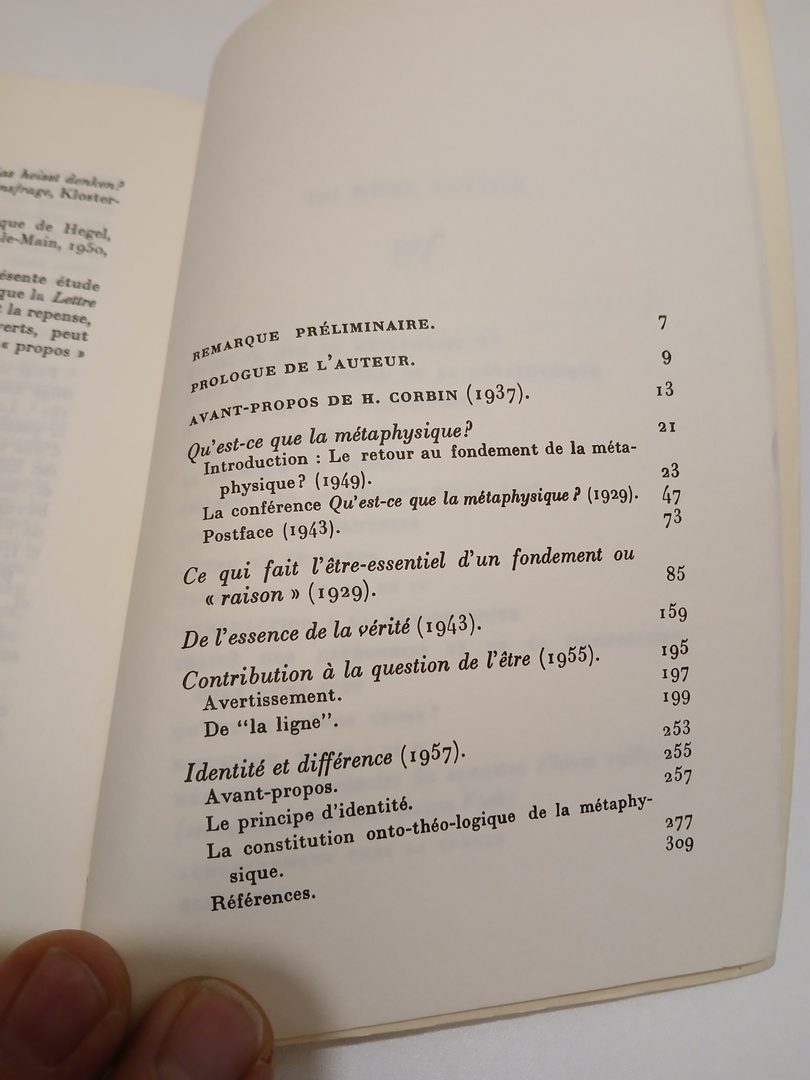 as heisst denken?
nsfrage, Kloster-
que de Hegel,
le-Main, 1950,
ésente étude
que la Lettre
t la repense,
erts, peut
« propos »
REMARQUE PRÉLIMINAIRE. 7
PROLOGUE DE L'AUTEUR. 9
AVANT-PROPOS DE H. CORBIN (1937). 13
Qu'est-ce que la métaphysique? 21
Introduction : Le retour au fondement de la méta-
physique? (1949). 23
La conférence Qu'est-ce que la métaphysique? (1929). 47
Postface (1943). 73
Ce qui fait l'être-essentiel d'un fondement ou
« raison » (1929). 85
De l'essence de la vérité (1943). 159
Contribution à la question de l'être (1955). 195
Avertissement. 197
De “la ligne”. 199
Identité et différence (1957). 253
Avant-propos. 255
Le principe d'identité. 257
La constitution onto-théo-logique de la métaphy-
sique. 277
Références. 309